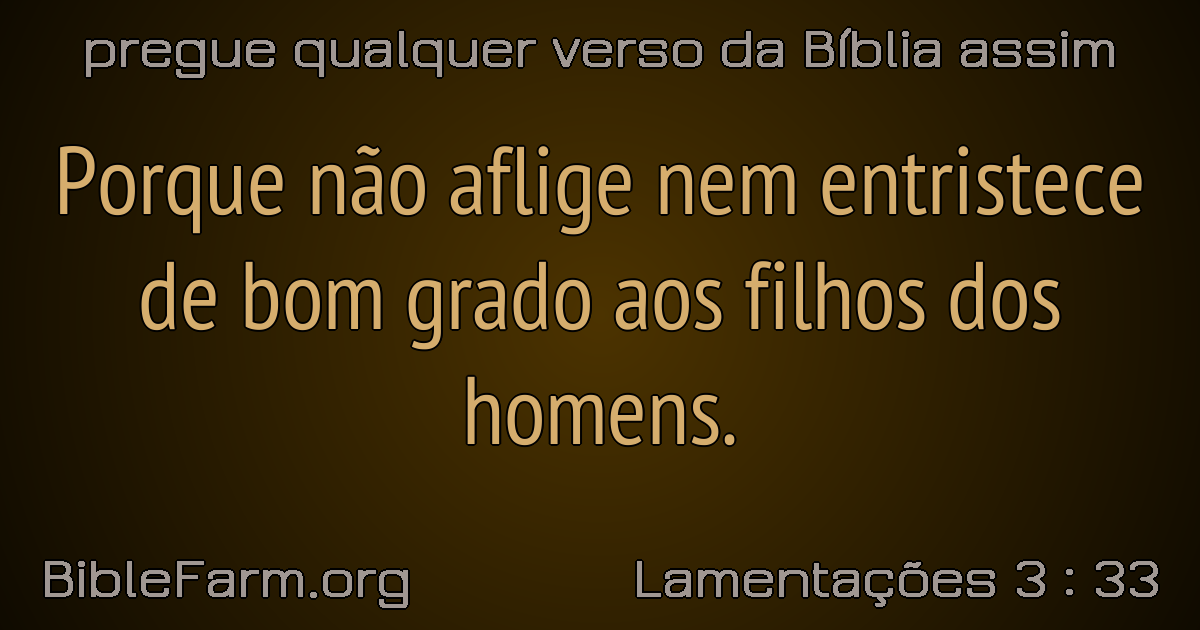 pregue qualquer verso da Bíblia assim
Porque não aflige nem entristece
de bom grado aos filhos dos
homens.
BibleFarm.org
Lamentações 3 : 33